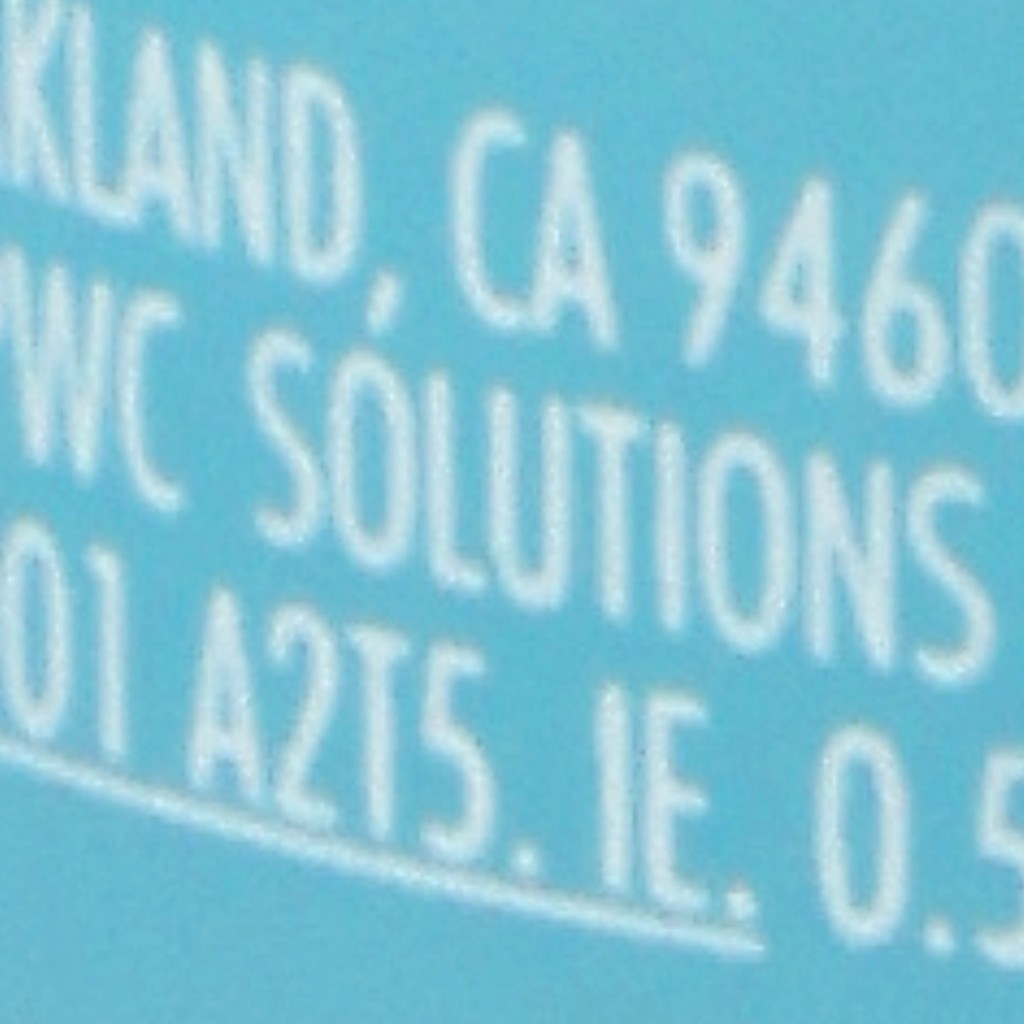 KLAND, CA 9460
WC SOLUTIONS
01 A2T5. IE. 0.5